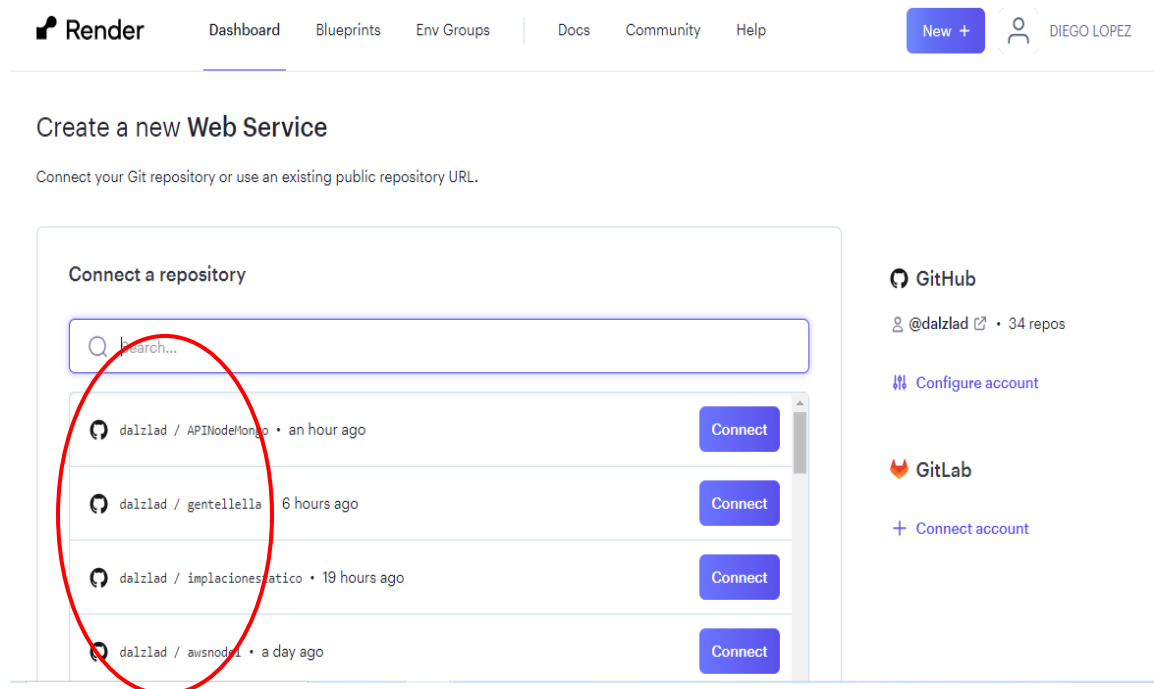 Render Dashboard Blueprints Env Groups Docs Community Help New + DIEGO LOPEZ
Create a new Web Service
Connect your Git repository or use an existing public repository URL.
Connect a repository
Search...
dalzlad / APINodeMongo • an hour ago Connect
dalzlad / gentellella • 6 hours ago Connect
dalzlad / implacionestatico • 19 hours ago Connect
dalzlad / awsnode1 • a day ago Connect
GitHub
@dalzlad • 34 repos
Configure account
GitLab
+ Connect account